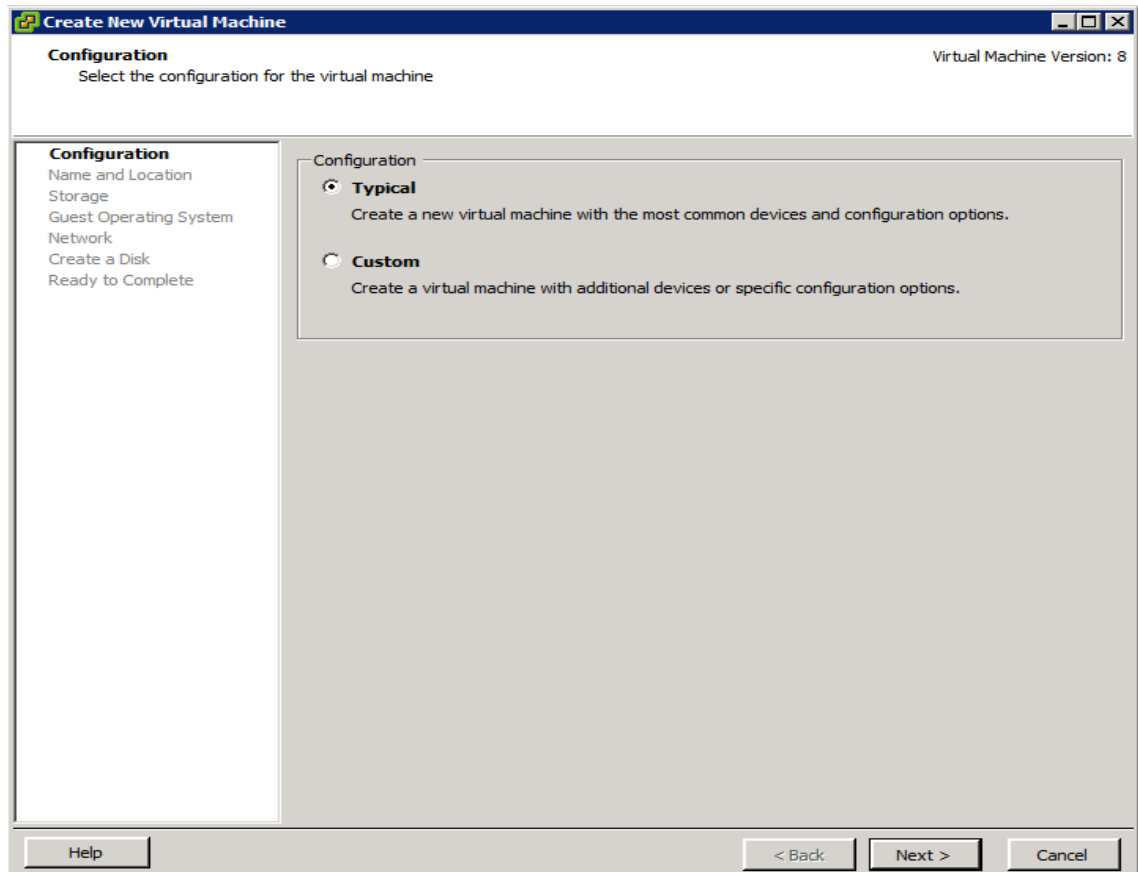 Create New Virtual Machine
Configuration
Virtual Machine Version: 8
Select the configuration for the virtual machine
Configuration
Name and Location
Storage
Guest Operating System
Network
Create a Disk
Ready to Complete
Configuration
Typical
Create a new virtual machine with the most common devices and configuration options.
Custom
Create a virtual machine with additional devices or specific configuration options.
Help
< Back
Next >
Cancel